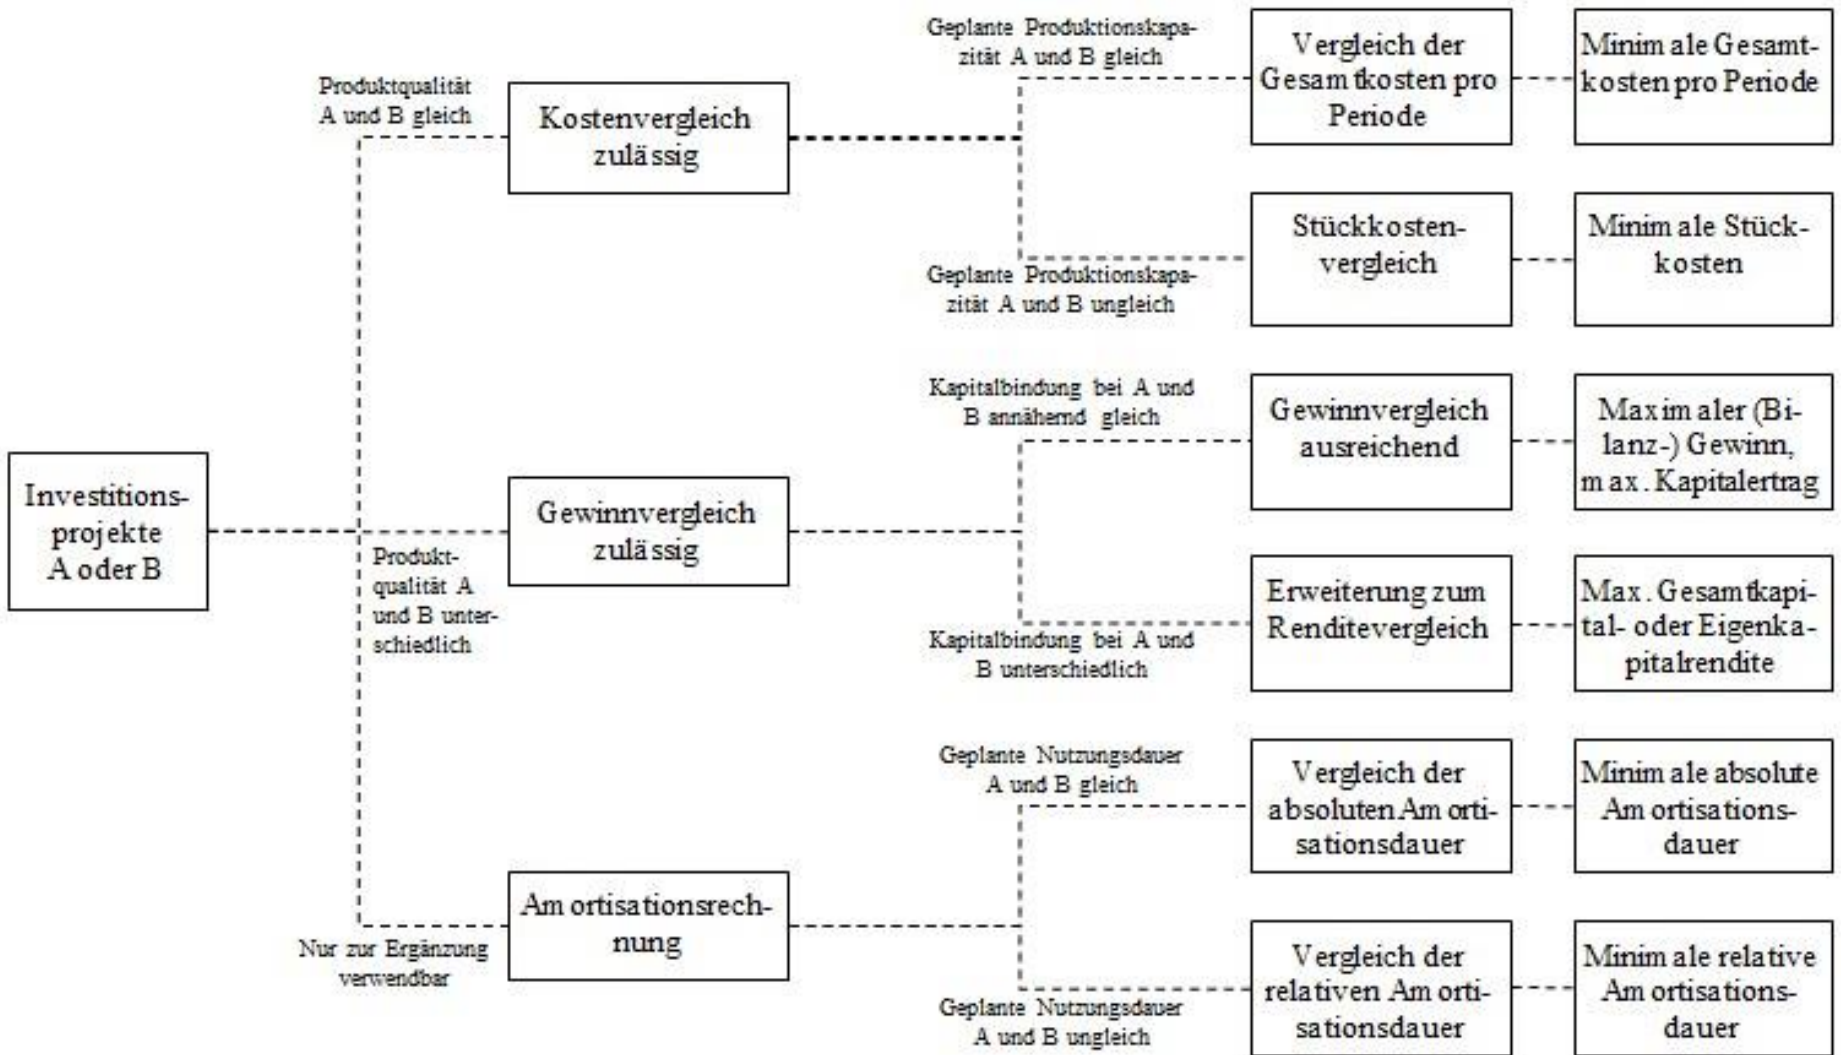 Investitions-
projekte
A oder B
Produktqualität
A und B gleich
Kostenvergleich
zulässig
Geplante Produktionskapa-
zität A und B gleich
Vergleich der
Gesamtkosten pro
Periode
Minimale Gesamt-
kosten pro Periode
Geplante Produktionskapa-
zität A und B ungleich
Stückkosten-
vergleich
Minimale Stück-
kosten
Produkt-
qualität A
und B unter-
schiedlich
Gewinnvergleich
zulässig
Kapitalbindung bei A und
B annähernd gleich
Gewinnvergleich
ausreichend
Maximaler (Bi-
lanz-) Gewinn,
max. Kapitalertrag
Kapitalbindung bei A und
B unterschiedlich
Erweiterung zum
Renditevergleich
Max. Gesamtkapi-
tal- oder Eigenka-
pitalrendite
Nur zur Ergänzung
verwendbar
Amortisationsrech-
nung
Geplante Nutzungsdauer
A und B gleich
Vergleich der
absoluten Amorti-
sationsdauer
Minimale absolute
Amortisations-
dauer
Geplante Nutzungsdauer
A und B ungleich
Vergleich der
relativen Amorti-
sationsdauer
Minimale relative
Amortisations-
dauer